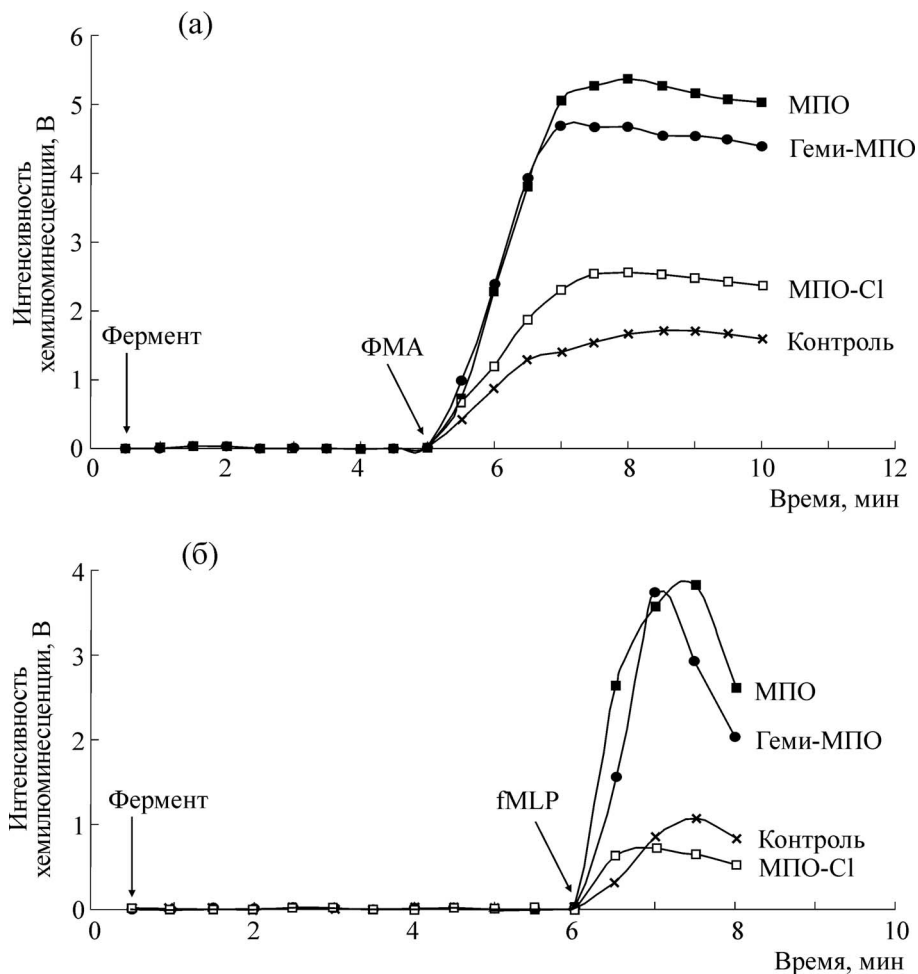 (а)
Интенсивность
хемилюминесценции, В
6
5
4
3
2
1
0
МПО
Геми-МПО
МПО-Cl
Контроль
Фермент
ФМА
0 2 4 6 8 10 12
Время, мин
(б)
Интенсивность
хемилюминесценции, В
4
3
2
1
0
МПО
Геми-МПО
Контроль
МПО-Cl
Фермент
fMLP
0 2 4 6 8 10
Время, мин